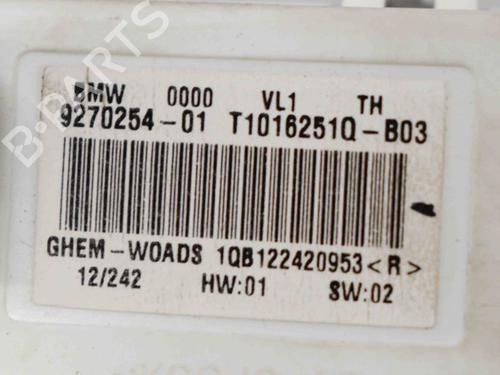 B-PARTS
BMW 0000 VL1 TH
9270254-01 T1016251Q-B03
GHEM-WOADS 1QB122420953<R>
12/242 HW:01 SW:02